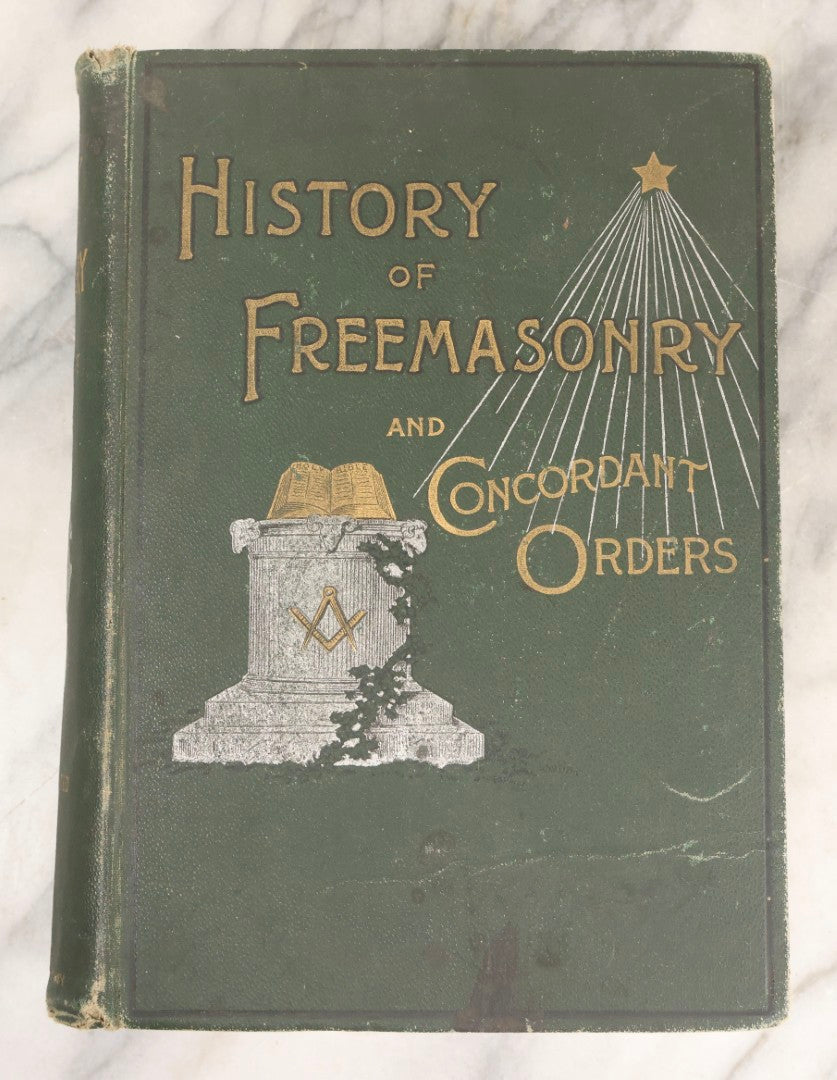 HISTORY
OF
FREEMASONRY
AND
CONCORDANT
ORDERS